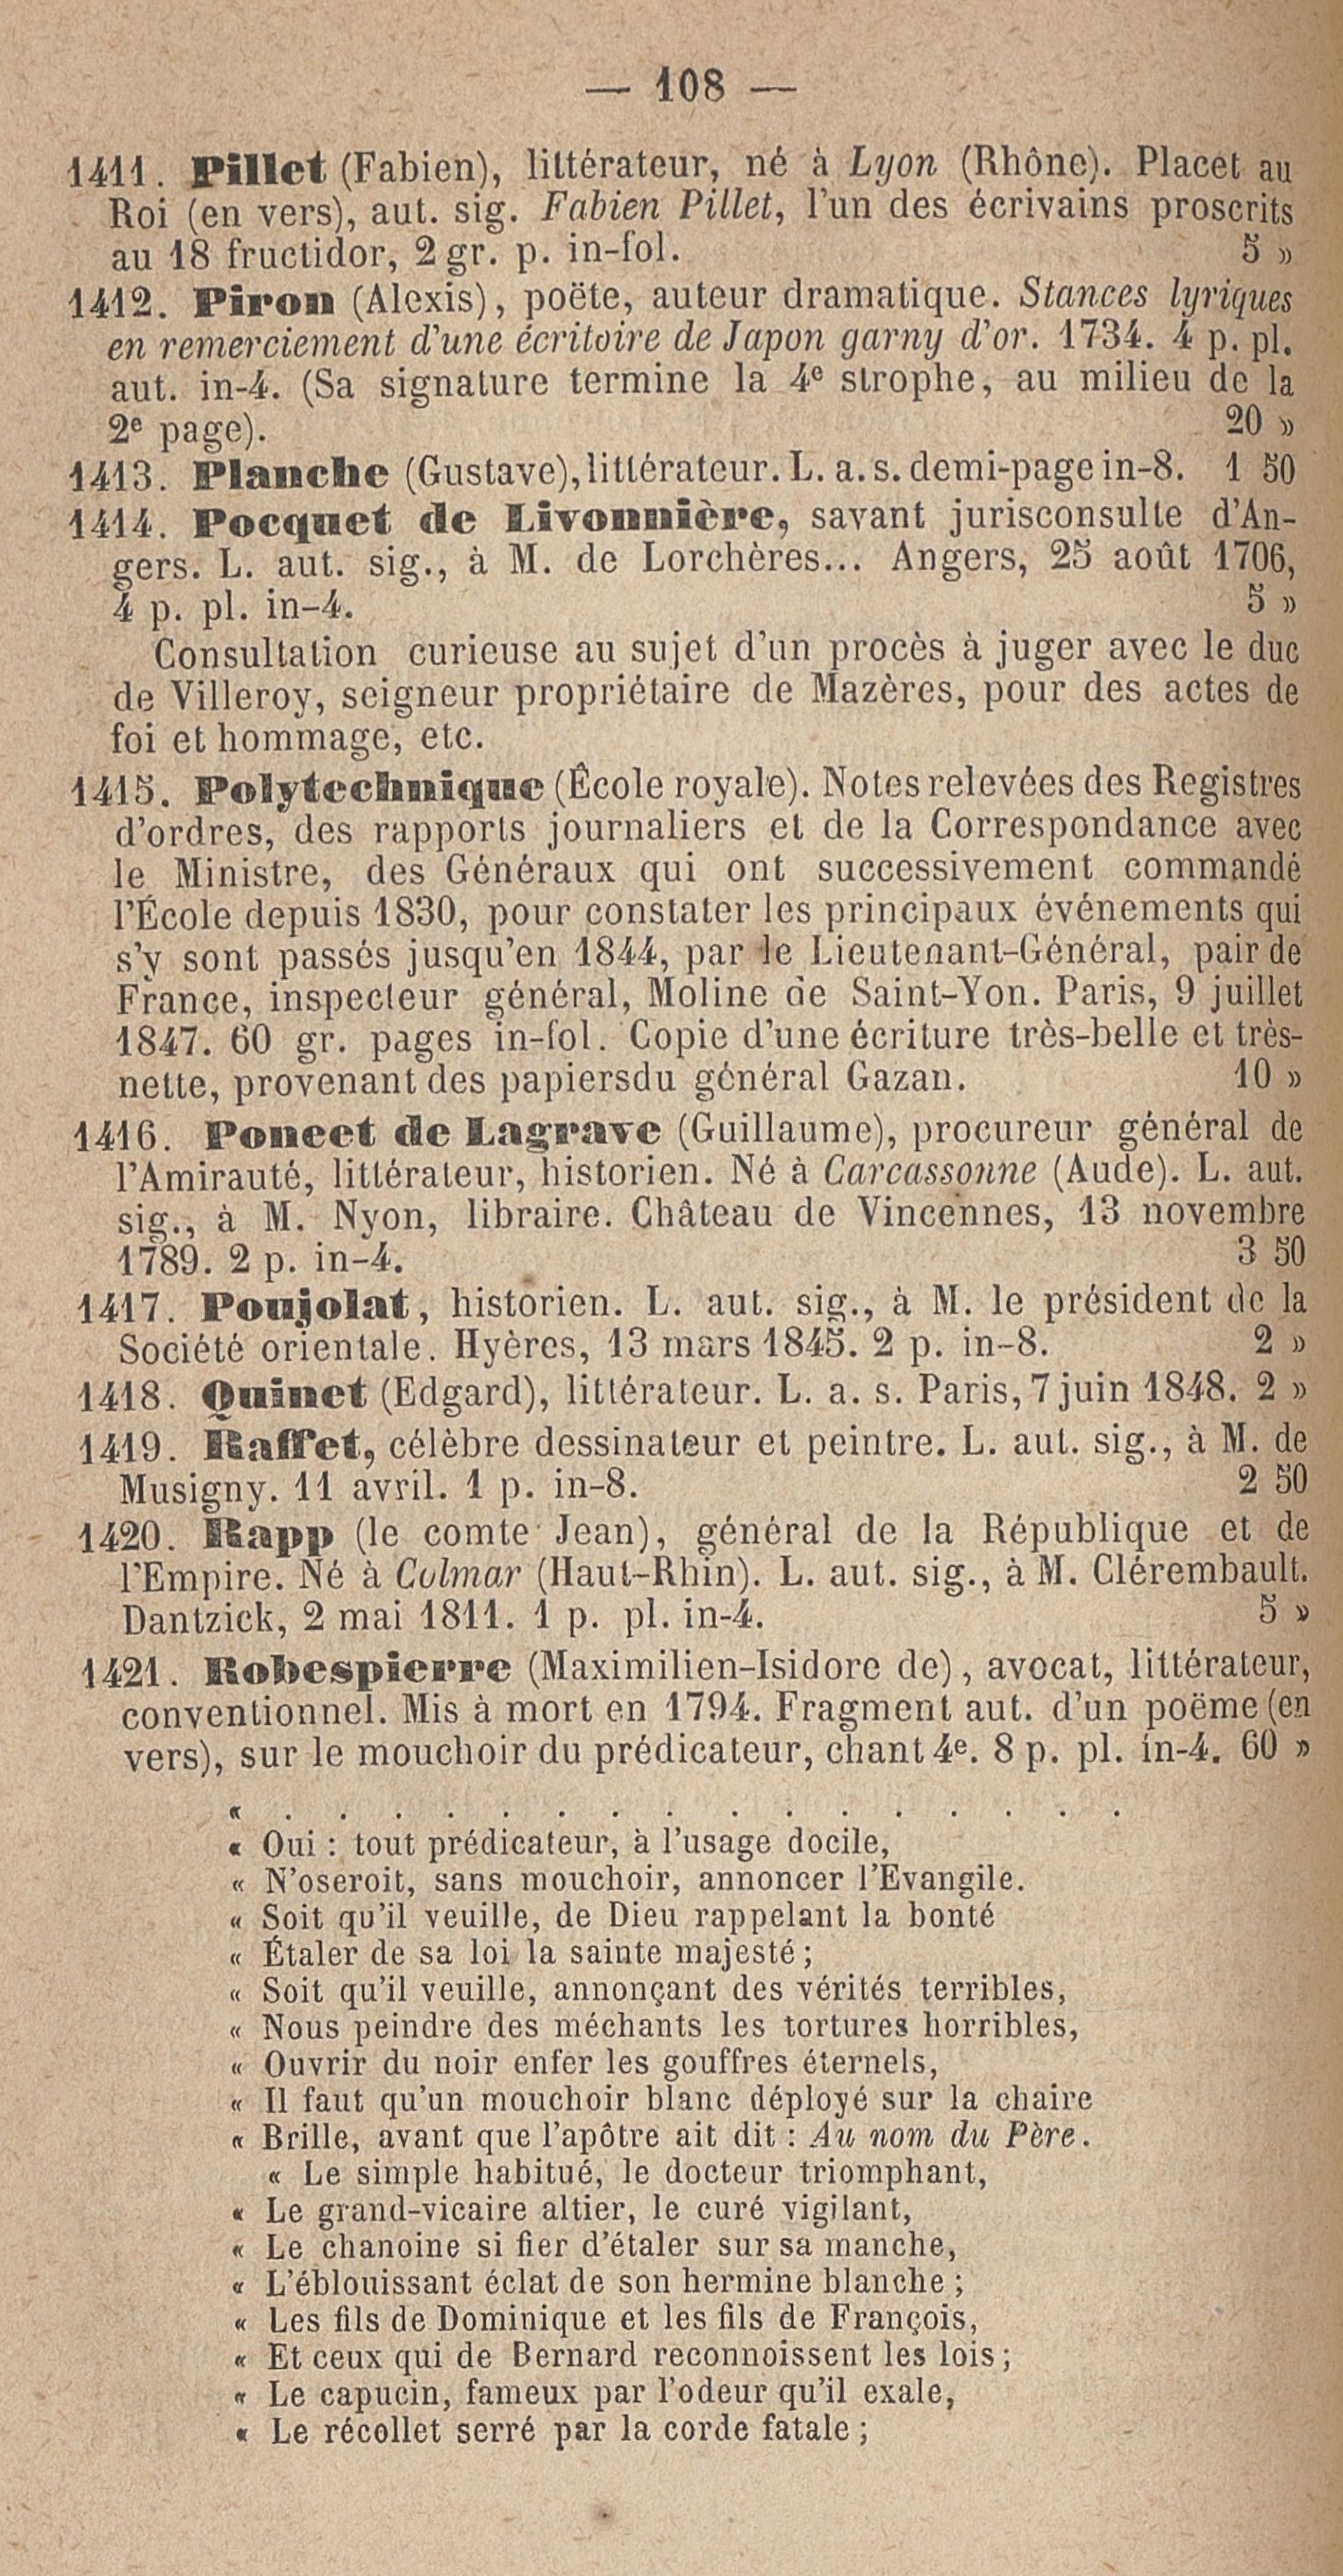 — 108 —
1411. Pillet (Fabien), littérateur, né à Lyon (Rhône). Placet au
Roi (en vers), aut. sig. Fabien Pillet, l'un des écrivains proscrits
au 18 fructidor, 2 gr. p. in-fol. 5 »
1412. Piron (Alexis), poëte, auteur dramatique. Stances lyriques
en remerciement d'une écritoire de Japon garny d'or. 1734. 4 p. pl.
aut. in-4. (Sa signature termine la 4e strophe, au milieu de la
2e page). 20 »
1413. Planche (Gustave), littérateur. L. a. s. demi-page in-8. 1 50
1414. Pocquet de Livonnière, savant jurisconsulte d'An-
gers. L. aut. sig., à M. de Lorchères... Angers, 25 août 1706,
4 p. pl. in-4. 5 »
Consultation curieuse au sujet d'un procès à juger avec le duc
de Villeroy, seigneur propriétaire de Mazères, pour des actes de
foi et hommage, etc.
1415. Polytechnique (École royale). Notes relevées des Registres
d'ordres, des rapports journaliers et de la Correspondance avec
le Ministre, des Généraux qui ont successivement commandé
l'École depuis 1830, pour constater les principaux événements qui
s'y sont passés jusqu'en 1844, par le Lieutenant-Général, pair de
France, inspecteur général, Moline de Saint-Yon. Paris, 9 juillet
1847. 60 gr. pages in-fol. Copie d'une écriture très-belle et très-
nette, provenant des papiersdu général Gazan. 10 »
1416. Poncet de Lagrave (Guillaume), procureur général de
l'Amirauté, littérateur, historien. Né à Carcassonne (Aude). L. aut.
sig., à M. Nyon, libraire. Château de Vincennes, 13 novembre
1789. 2 p. in-4. 3 50
1417. Poujolat, historien. L. aut. sig., à M. le président de la
Société orientale. Hyères, 13 mars 1845. 2 p. in-8. 2 »
1418. Quinet (Edgard), littérateur. L. a. s. Paris, 7 juin 1848. 2 »
1419. Raffet, célèbre dessinateur et peintre. L. aut. sig., à M. de
Musigny. 11 avril. 1 p. in-8. 2 50
1420. Rapp (le comte Jean), général de la République et de
l'Empire. Né à Colmar (Haut-Rhin). L. aut. sig., à M. Clérembault.
Dantzick, 2 mai 1811. 1 p. pl. in-4. 5 »
1421. Robespierre (Maximilien-Isidore de), avocat, littérateur,
conventionnel. Mis à mort en 1794. Fragment aut. d'un poëme (en
vers), sur le mouchoir du prédicateur, chant 4e. 8 p. pl. in-4. 60 »
« . . . . . . . . . . . . . . . .
« Oui : tout prédicateur, à l'usage docile,
« N'oseroit, sans mouchoir, annoncer l'Evangile.
« Soit qu'il veuille, de Dieu rappelant la bonté
« Étaler de sa loi la sainte majesté ;
« Soit qu'il veuille, annonçant des vérités terribles,
« Nous peindre des méchants les tortures horribles,
« Ouvrir du noir enfer les gouffres éternels,
« Il faut qu'un mouchoir blanc déployé sur la chaire
« Brille, avant que l'apôtre ait dit : Au nom du Père.
« Le simple habitué, le docteur triomphant,
« Le grand-vicaire altier, le curé vigilant,
« Le chanoine si fier d'étaler sur sa manche,
« L'éblouissant éclat de son hermine blanche ;
« Les fils de Dominique et les fils de François,
« Et ceux qui de Bernard reconnoissent les lois ;
« Le capucin, fameux par l'odeur qu'il exale,
« Le récollet serré par la corde fatale ;